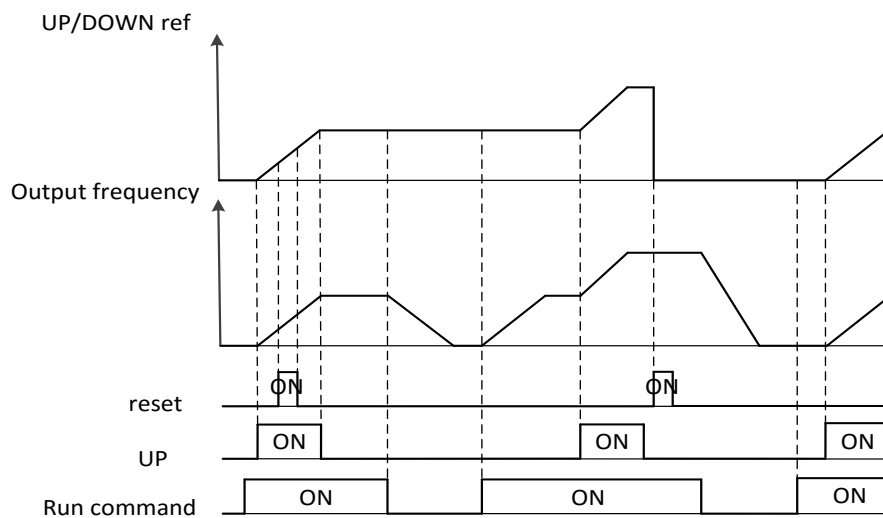 UP/DOWN ref
Output frequency
reset
ON
ON
UP
ON
ON
ON
Run command
ON
ON
ON